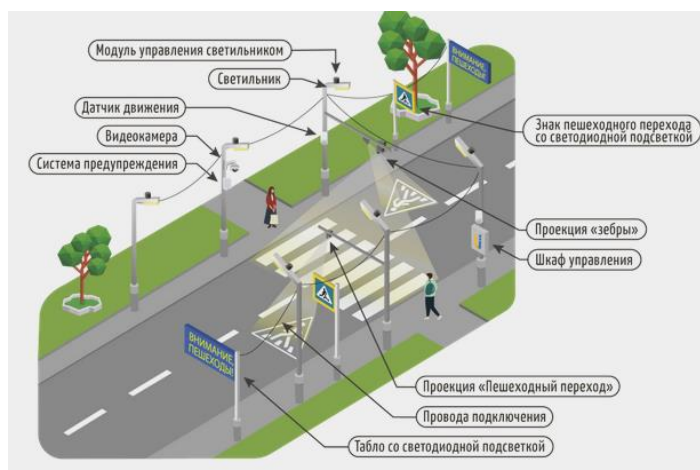 Модуль управления светильником
Светильник
Датчик движения
Видеокамера
Система предупреждения
ВНИМАНИЕ,
ПЕШЕХОДЫ!
Знак пешеходного перехода
со светодиодной подсветкой
Проекция «зебры»
Шкаф управления
ВНИМАНИЕ,
ПЕШЕХОДЫ!
Проекция «Пешеходный переход»
Провода подключения
Табло со светодиодной подсветкой